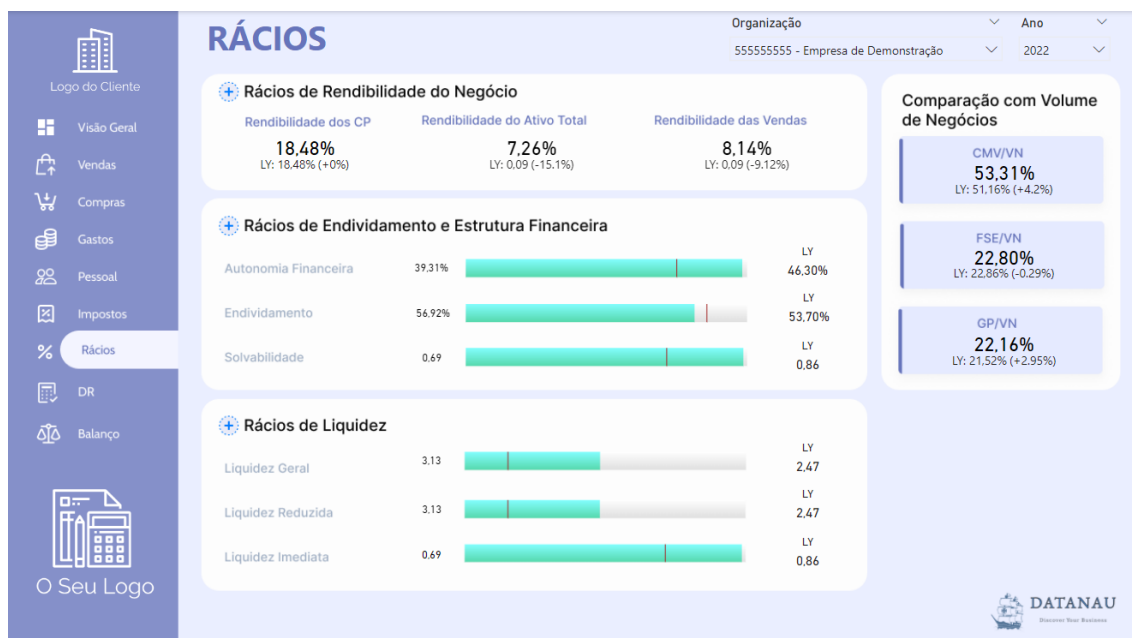 Logo do Cliente
Visão Geral
Vendas
Compras
Gastos
Pessoal
Impostos
Rácios
DR
Balanço
O Seu Logo
RÁCIOS
Organização
Ano
555555555 - Empresa de Demonstração
2022
Rácios de Rendibilidade do Negócio
Rendibilidade dos CP
Rendibilidade do Ativo Total
Rendibilidade das Vendas
18,48%
7,26%
8,14%
LY: 18,48% (+0%)
LY: 0.09 (-15.1%)
LY: 0,09 (-9.12%)
Rácios de Endividamento e Estrutura Financeira
Autonomia Financeira
39,31%
LY
46,30%
Endividamento
56,92%
LY
53,70%
Solvabilidade
0,69
LY
0,86
Rácios de Liquidez
Liquidez Geral
3,13
LY
2,47
Liquidez Reduzida
3,13
LY
2,47
Liquidez Imediata
0,69
LY
0,86
Comparação com Volume
de Negócios
CMV/VN
53,31%
LY: 51,16% (+4.2%)
FSE/VN
22,80%
LY: 22,86% (-0.29%)
GP/VN
22,16%
LY: 21,52% (+2.95%)
DATANAU
Discover Your Business